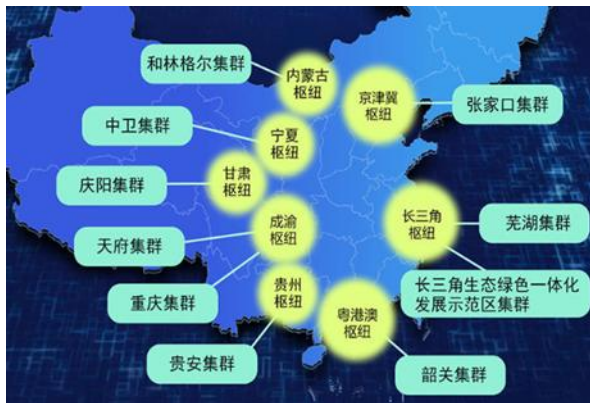 和林格尔集群
内蒙古
枢纽
京津冀
枢纽
张家口集群
中卫集群
宁夏
枢纽
庆阳集群
甘肃
枢纽
天府集群
成渝
枢纽
长三角
枢纽
芜湖集群
重庆集群
贵州
枢纽
粤港澳
枢纽
长三角生态绿色一体化
发展示范区集群
贵安集群
韶关集群